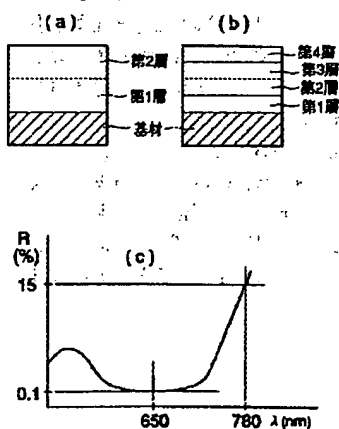 (a)
(b)
第2層
第1層
基材
第4層
第3層
第2層
第1層
(c)
R
(%)
15
0.1
650
780
λ(nm)